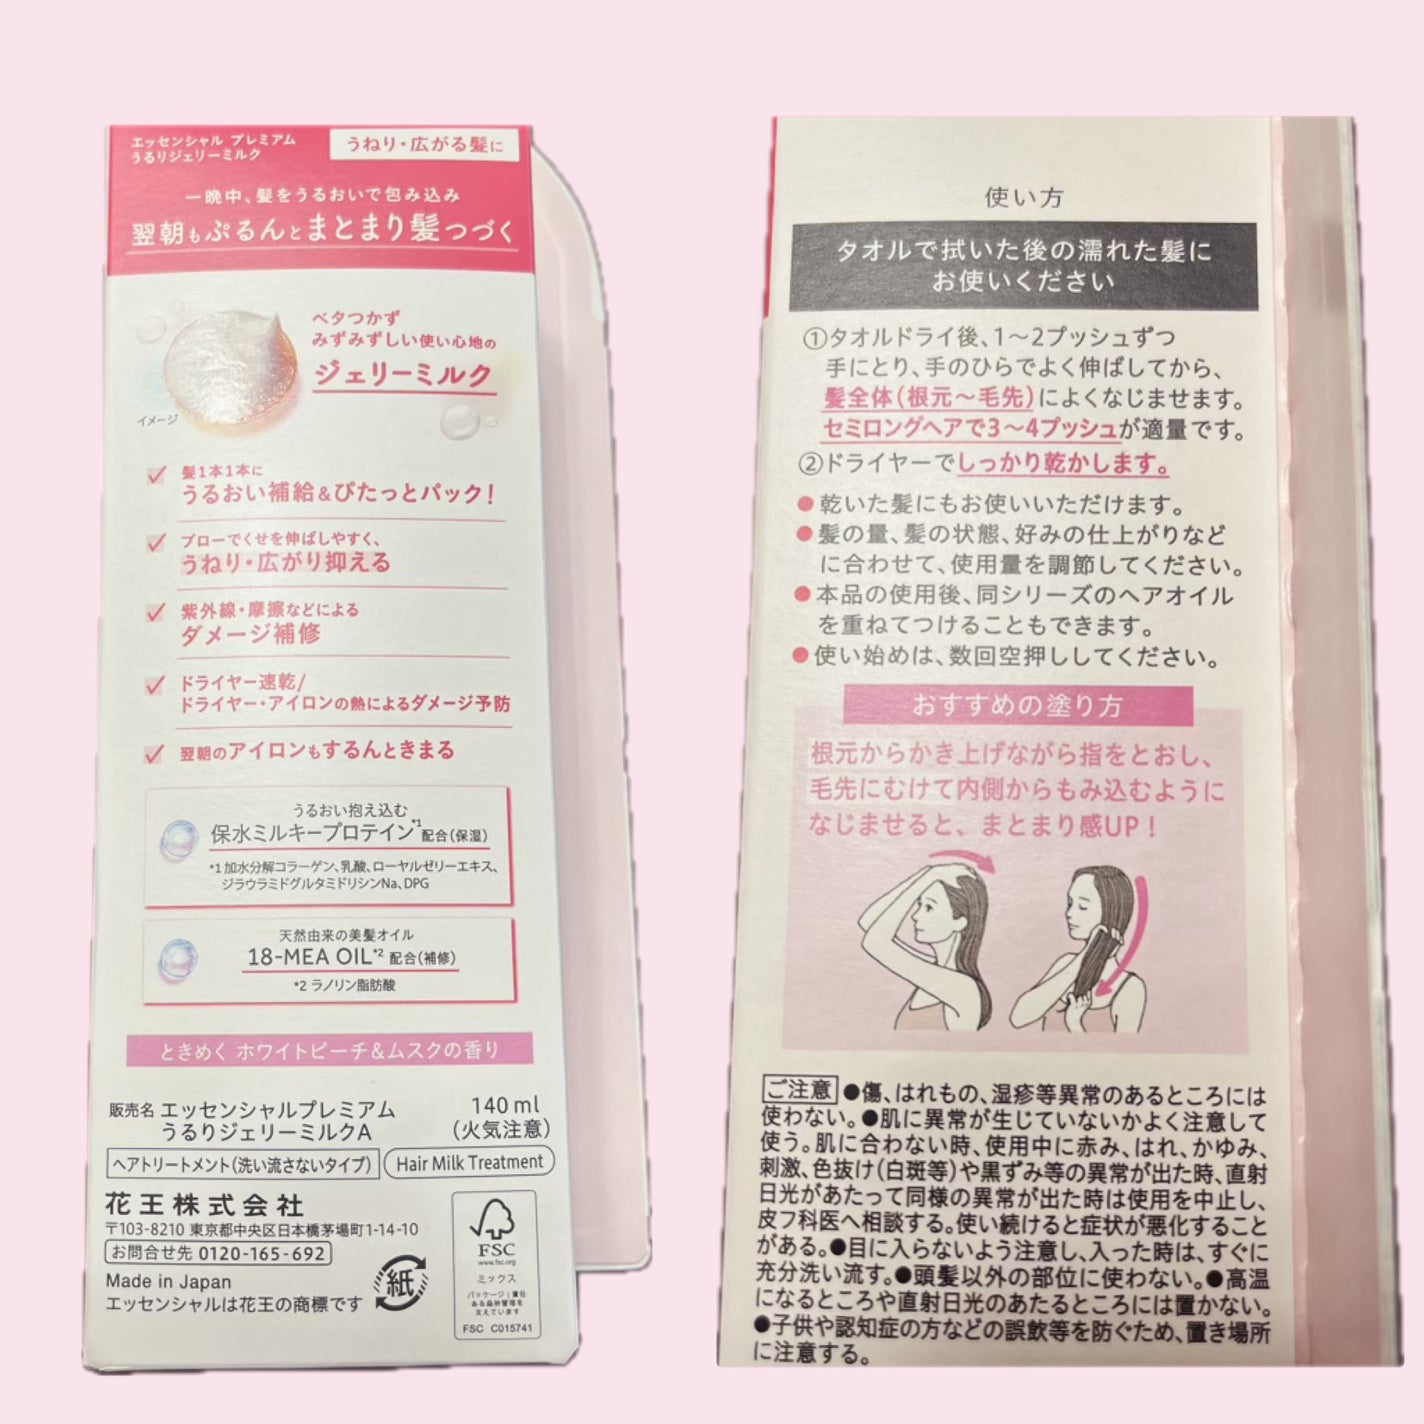 エッセンシャル プレミアム
うるりジェリーミルク
うねり・広がる髪に
一晩中、髪をうるおいで包み込み
翌朝もぷるんとまとまり髪つづく
ベタつかず
みずみずしい使い心地の
ジェリーミルク
イメージ
髪1本1本に
うるおい補給&ぴたっとパック！
ブローでくせを伸ばしやすく、
うねり・広がり抑える
紫外線・摩擦などによる
ダメージ補修
ドライヤー速乾/
ドライヤー・アイロンの熱によるダメージ予防
翌朝のアイロンもするんときまる
うるおい抱え込む
保水ミルキープロテイン*1 配合(保湿)
*1 加水分解コラーゲン、乳酸、ローヤルゼリーエキス、
ジラウラミドグルタミドリシンNa、DPG
天然由来の美髪オイル
18-MEA OIL*2 配合(補修)
*2 ラノリン脂肪酸
ときめく ホワイトピーチ&ムスクの香り
販売名 エッセンシャルプレミアム
うるりジェリーミルクA
140 ml
(火気注意)
ヘアトリートメント(洗い流さないタイプ)
Hair Milk Treatment
花王株式会社
〒103-8210 東京都中央区日本橋茅場町1-14-10
お問合せ先 0120-165-692
Made in Japan
エッセンシャルは花王の商標です
紙
FSC
www.fsc.org
ミックス
パッケージ｜責任
ある森林管理を
支えています
FSC C015741
使い方
タオルで拭いた後の濡れた髪に
お使いください
①タオルドライ後、1～2プッシュずつ
手にとり、手のひらでよく伸ばしてから、
髪全体(根元～毛先)によくなじませます。
セミロングヘアで3～4プッシュが適量です。
②ドライヤーでしっかり乾かします。
●乾いた髪にもお使いいただけます。
●髪の量、髪の状態、好みの仕上がりなど
に合わせて、使用量を調節してください。
●本品の使用後、同シリーズのヘアオイル
を重ねてつけることもできます。
●使い始めは、数回空押ししてください。
おすすめの塗り方
根元からかき上げながら指をとおし、
毛先にむけて内側からもみ込むように
なじませると、まとまり感UP！
ご注意 ●傷、はれもの、湿疹等異常のあるところには
使わない。●肌に異常が生じていないかよく注意して
使う。肌に合わない時、使用中に赤み、はれ、かゆみ、
刺激、色抜け(白斑等)や黒ずみ等の異常が出た時、直射
日光があたって同様の異常が出た時は使用を中止し、
皮フ科医へ相談する。使い続けると症状が悪化すること
がある。●目に入らないよう注意し、入った時は、すぐに
充分洗い流す。●頭髪以外の部位に使わない。●高温
になるところや直射日光のあたるところには置かない。
●子供や認知症の方などの誤飲等を防ぐため、置き場所
に注意する。